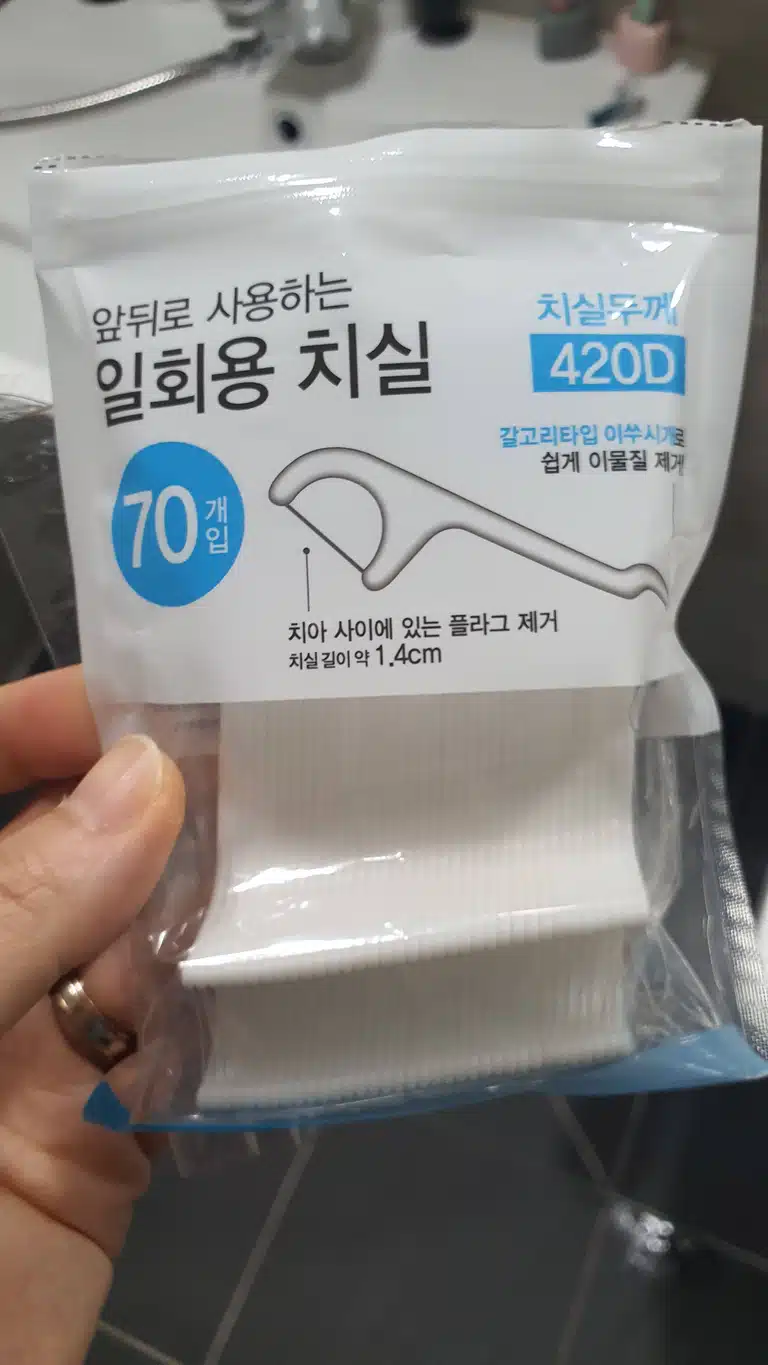 앞뒤로 사용하는
일회용 치실
치실두께
420D
갈고리타입 이쑤시개로
쉽게 이물질 제거
70개입
치아 사이에 있는 플라그 제거
치실길이 약 1.4cm